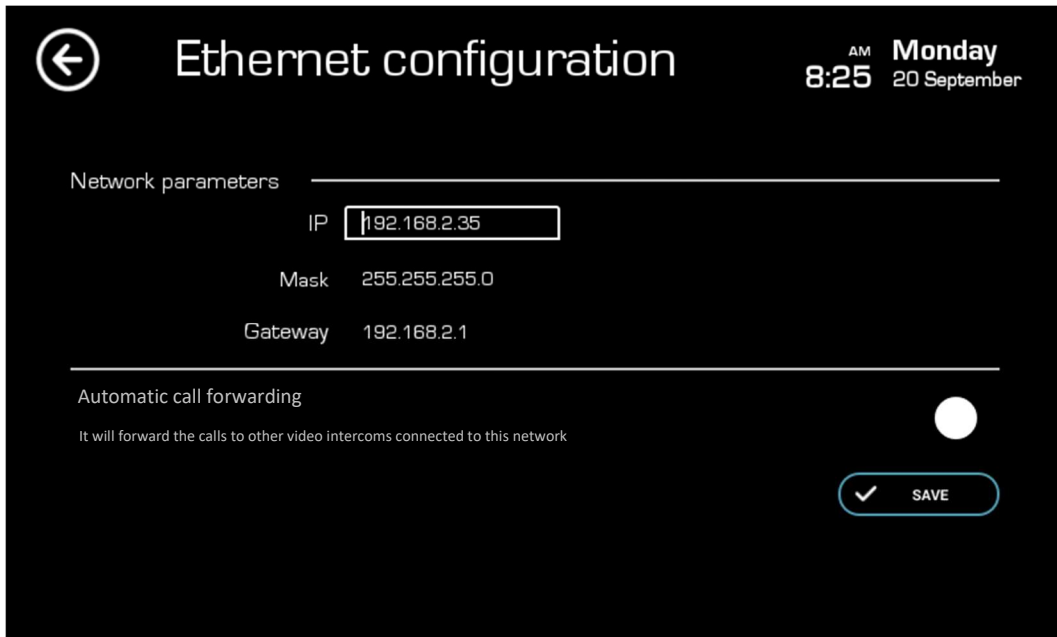 Ethernet configuration
AM
8:25
Monday
20 September
Network parameters
IP 192.168.2.35
Mask 255.255.255.0
Gateway 192.168.2.1
Automatic call forwarding
It will forward the calls to other video intercoms connected to this network
SAVE